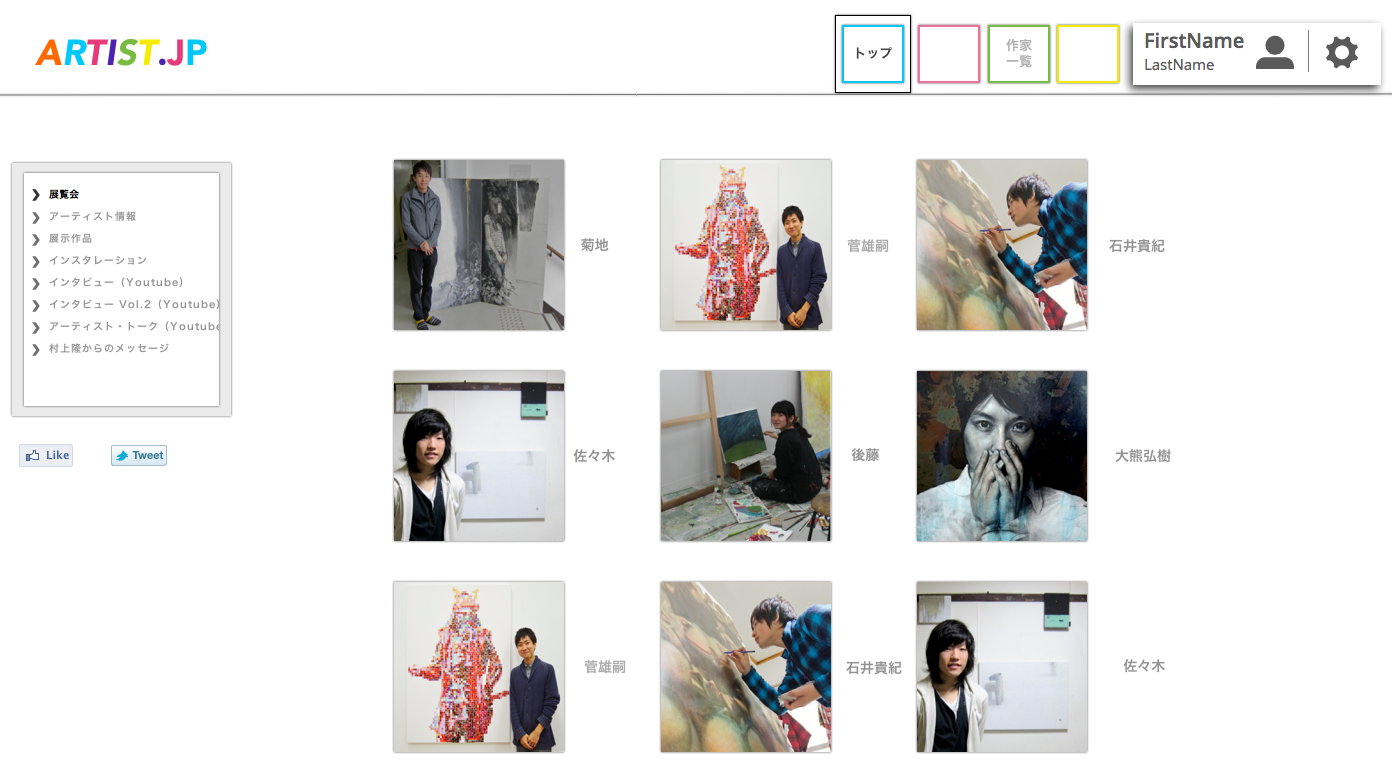 ARTIST.JP
トップ
作家
一覧
FirstName
LastName
展覧会
アーティスト情報
展示作品
インスタレーション
インタビュー（Youtube）
インタビュー Vol.2（Youtube）
アーティスト・トーク（Youtube
村上隆からのメッセージ
Like
Tweet
菊地
菅雄嗣
石井貴紀
佐々木
後藤
大熊弘樹
菅雄嗣
石井貴紀
佐々木